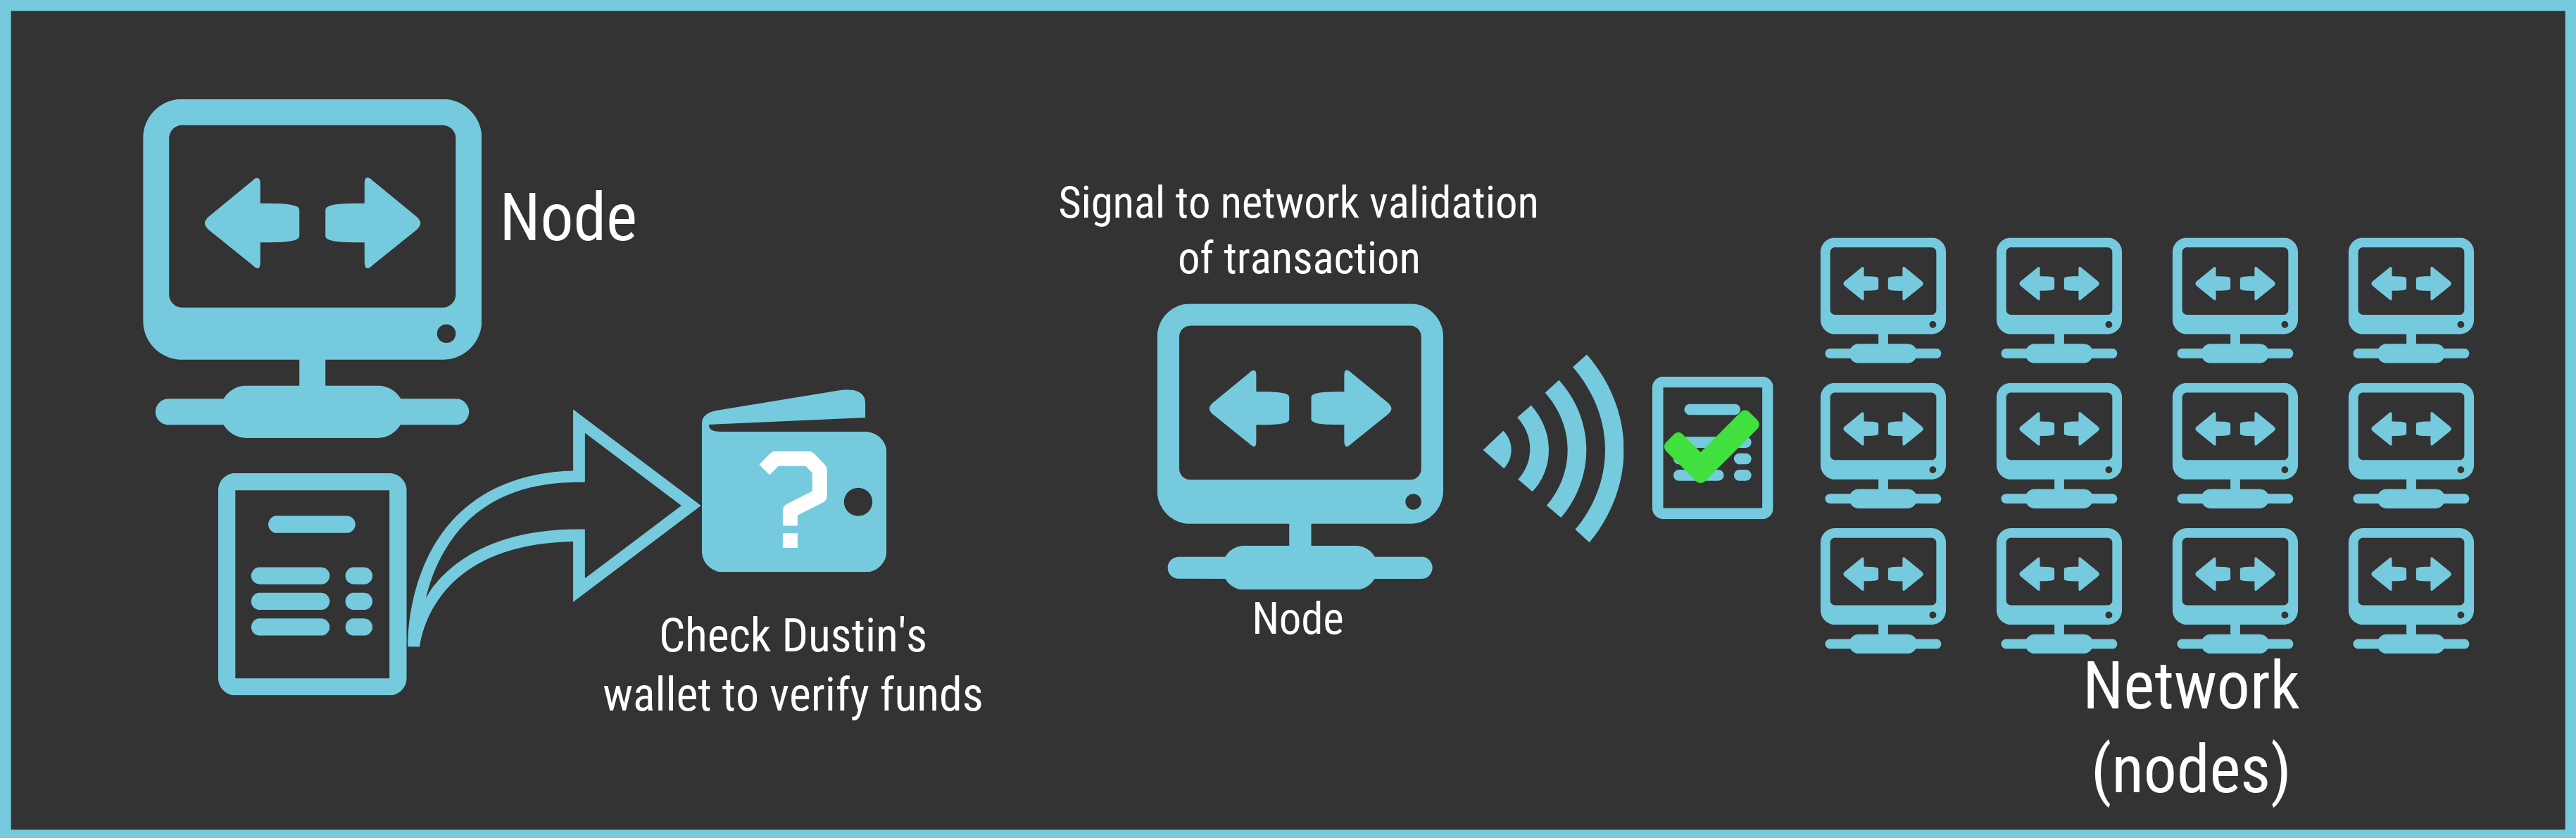 Node
?
Check Dustin's
wallet to verify funds
Signal to network validation
of transaction
Node
Network
(nodes)